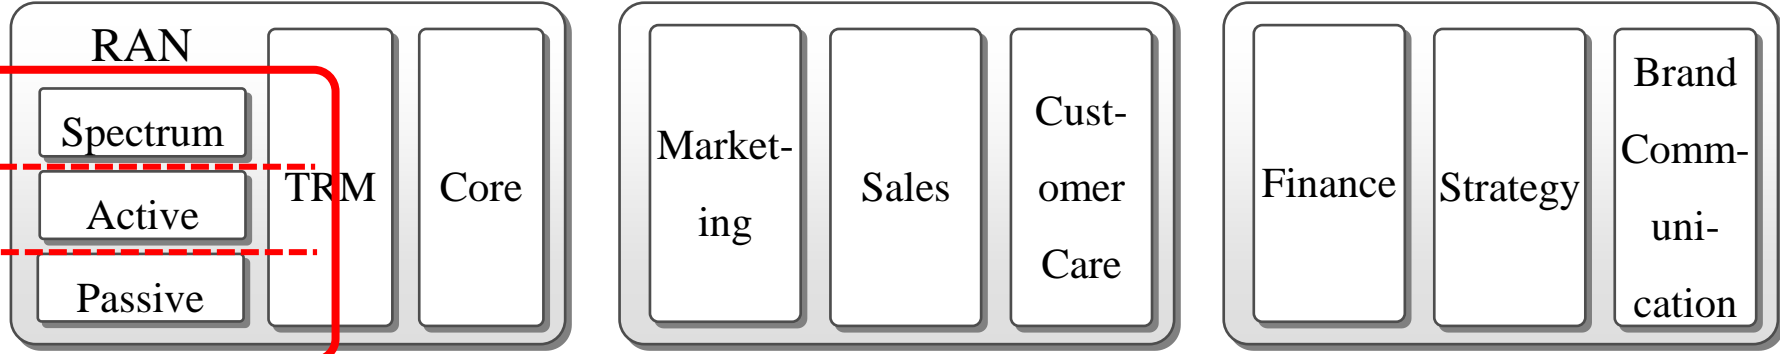 RAN
Spectrum
Active
Passive
TRM
Core
Market-
ing
Sales
Cust-
omer
Care
Finance
Strategy
Brand
Comm-
uni-
cation